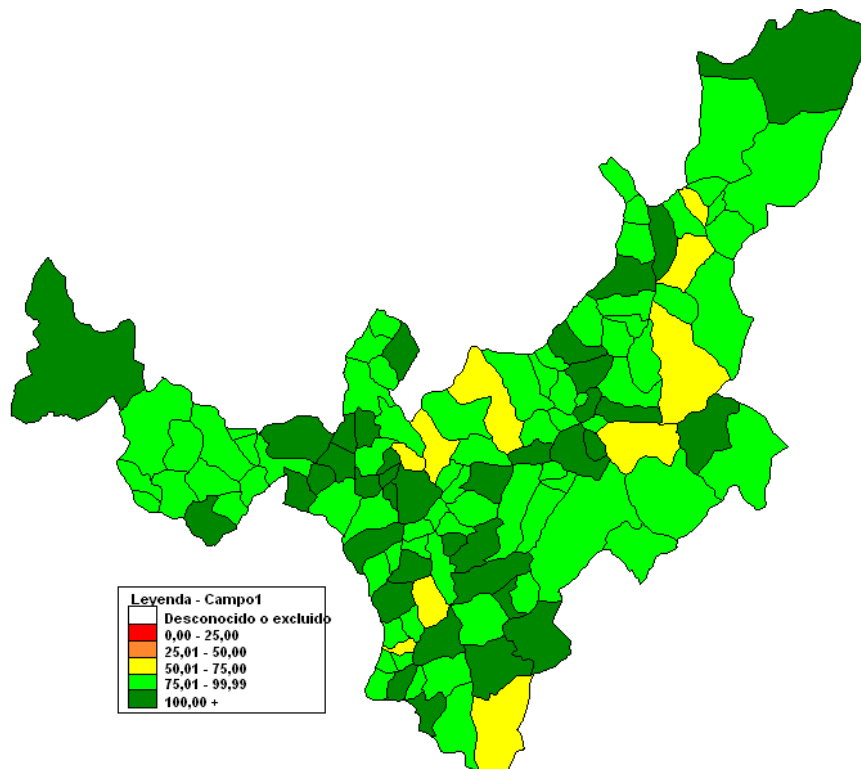 Leyenda - Campo1
Desconocido o excluido
0,00 - 25,00
25,01 - 50,00
50,01 - 75,00
75,01 - 99,99
100,00 +